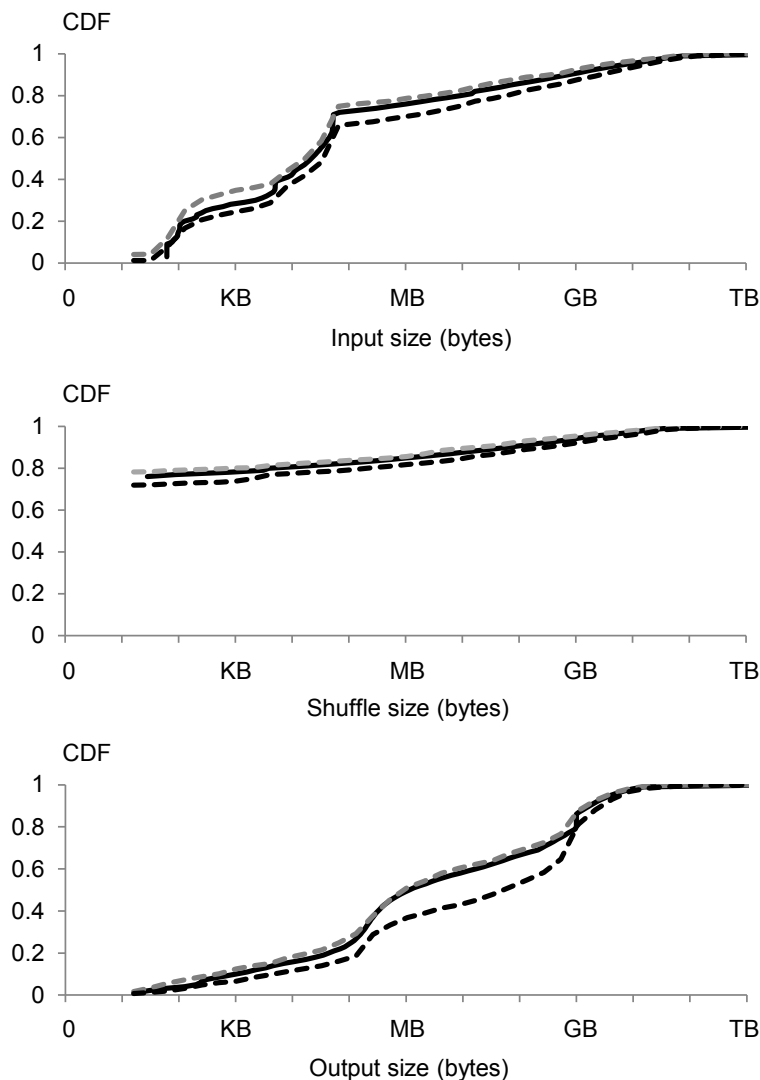 CDF
1
0.8
0.6
0.4
0.2
0
0 KB MB GB TB
Input size (bytes)
CDF
1
0.8
0.6
0.4
0.2
0
0 KB MB GB TB
Shuffle size (bytes)
CDF
1
0.8
0.6
0.4
0.2
0
0 KB MB GB TB
Output size (bytes)